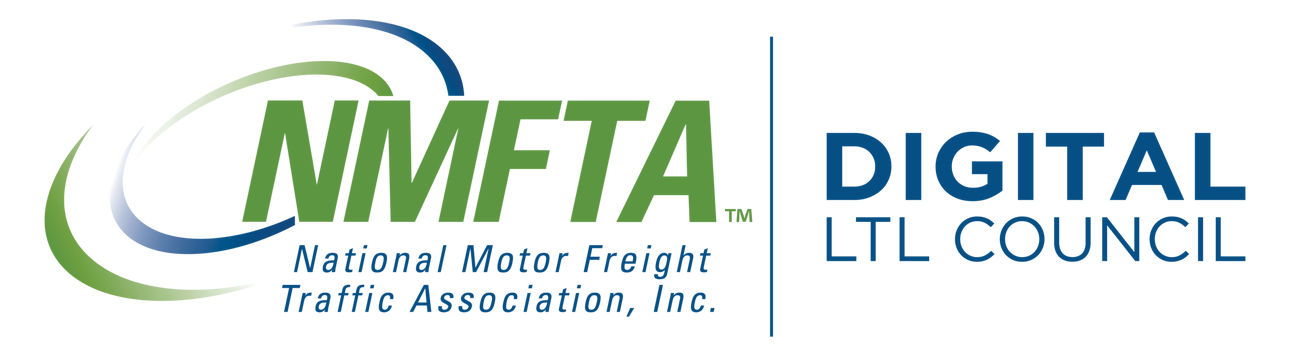 NMFTA™
National Motor Freight
Traffic Association, Inc.
DIGITAL
LTL COUNCIL